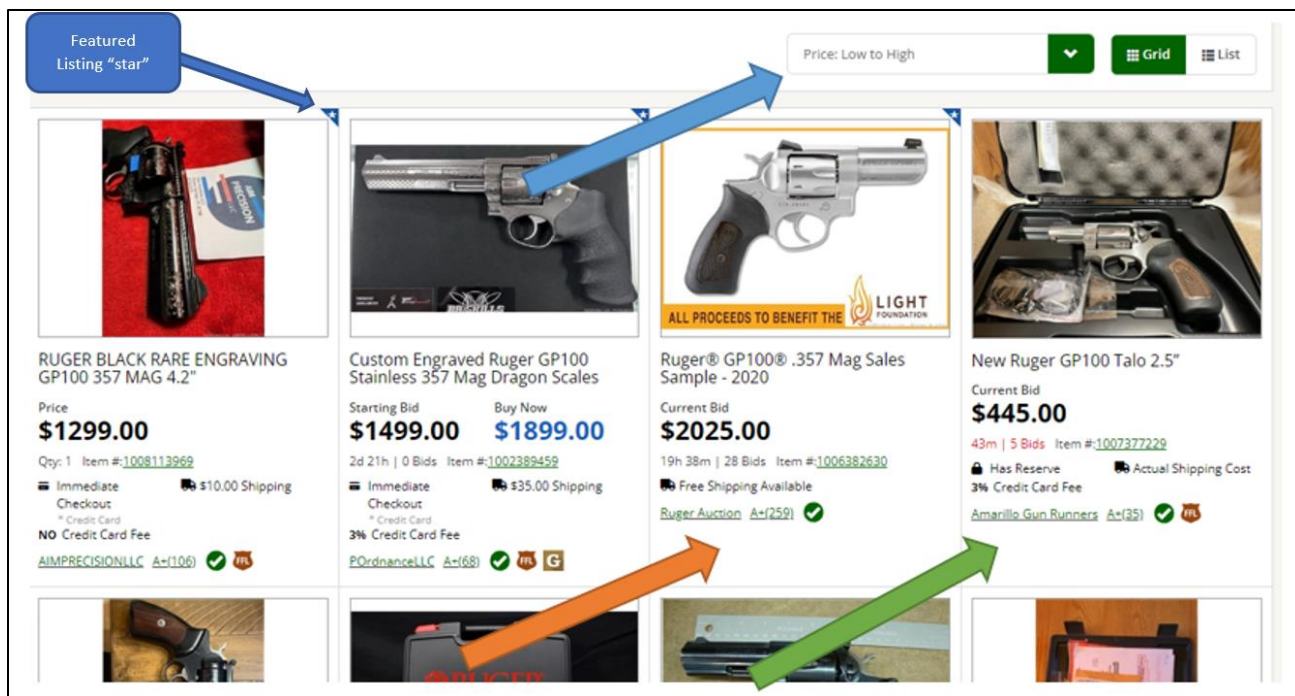 Featured
Listing “star”
Price: Low to High
Grid
List
ALL PROCEEDS TO BENEFIT THE
LIGHT
FOUNDATION
RUGER BLACK RARE ENGRAVING
GP100 357 MAG 4.2"
Price
$1299.00
Qty: 1 Item #:1008113969
Immediate
Checkout
* Credit Card
$10.00 Shipping
NO Credit Card Fee
AIMPRECISIONLLC A+(106)
FFL
Custom Engraved Ruger GP100
Stainless 357 Mag Dragon Scales
Starting Bid Buy Now
$1499.00 $1899.00
2d 21h | 0 Bids Item #:1002389459
Immediate
Checkout
* Credit Card
$35.00 Shipping
3% Credit Card Fee
POrdnanceLLC A+(68)
FFL
G
Ruger® GP100® .357 Mag Sales
Sample - 2020
Current Bid
$2025.00
19h 38m | 28 Bids Item #:1006382630
Free Shipping Available
Ruger Auction A+(259)
New Ruger GP100 Talo 2.5”
Current Bid
$445.00
43m | 5 Bids Item #:1007377229
Has Reserve
Actual Shipping Cost
3% Credit Card Fee
Amarillo Gun Runners A+(35)
FFL
RUGER